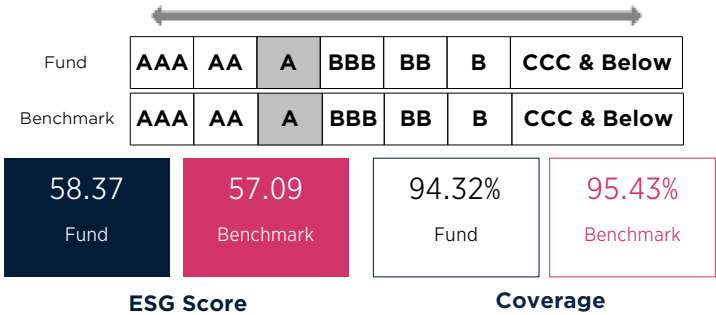 Fund AAA AA A BBB BB B CCC & Below
Benchmark AAA AA A BBB BB B CCC & Below
58.37 57.09 94.32% 95.43%
Fund Benchmark Fund Benchmark
ESG Score Coverage